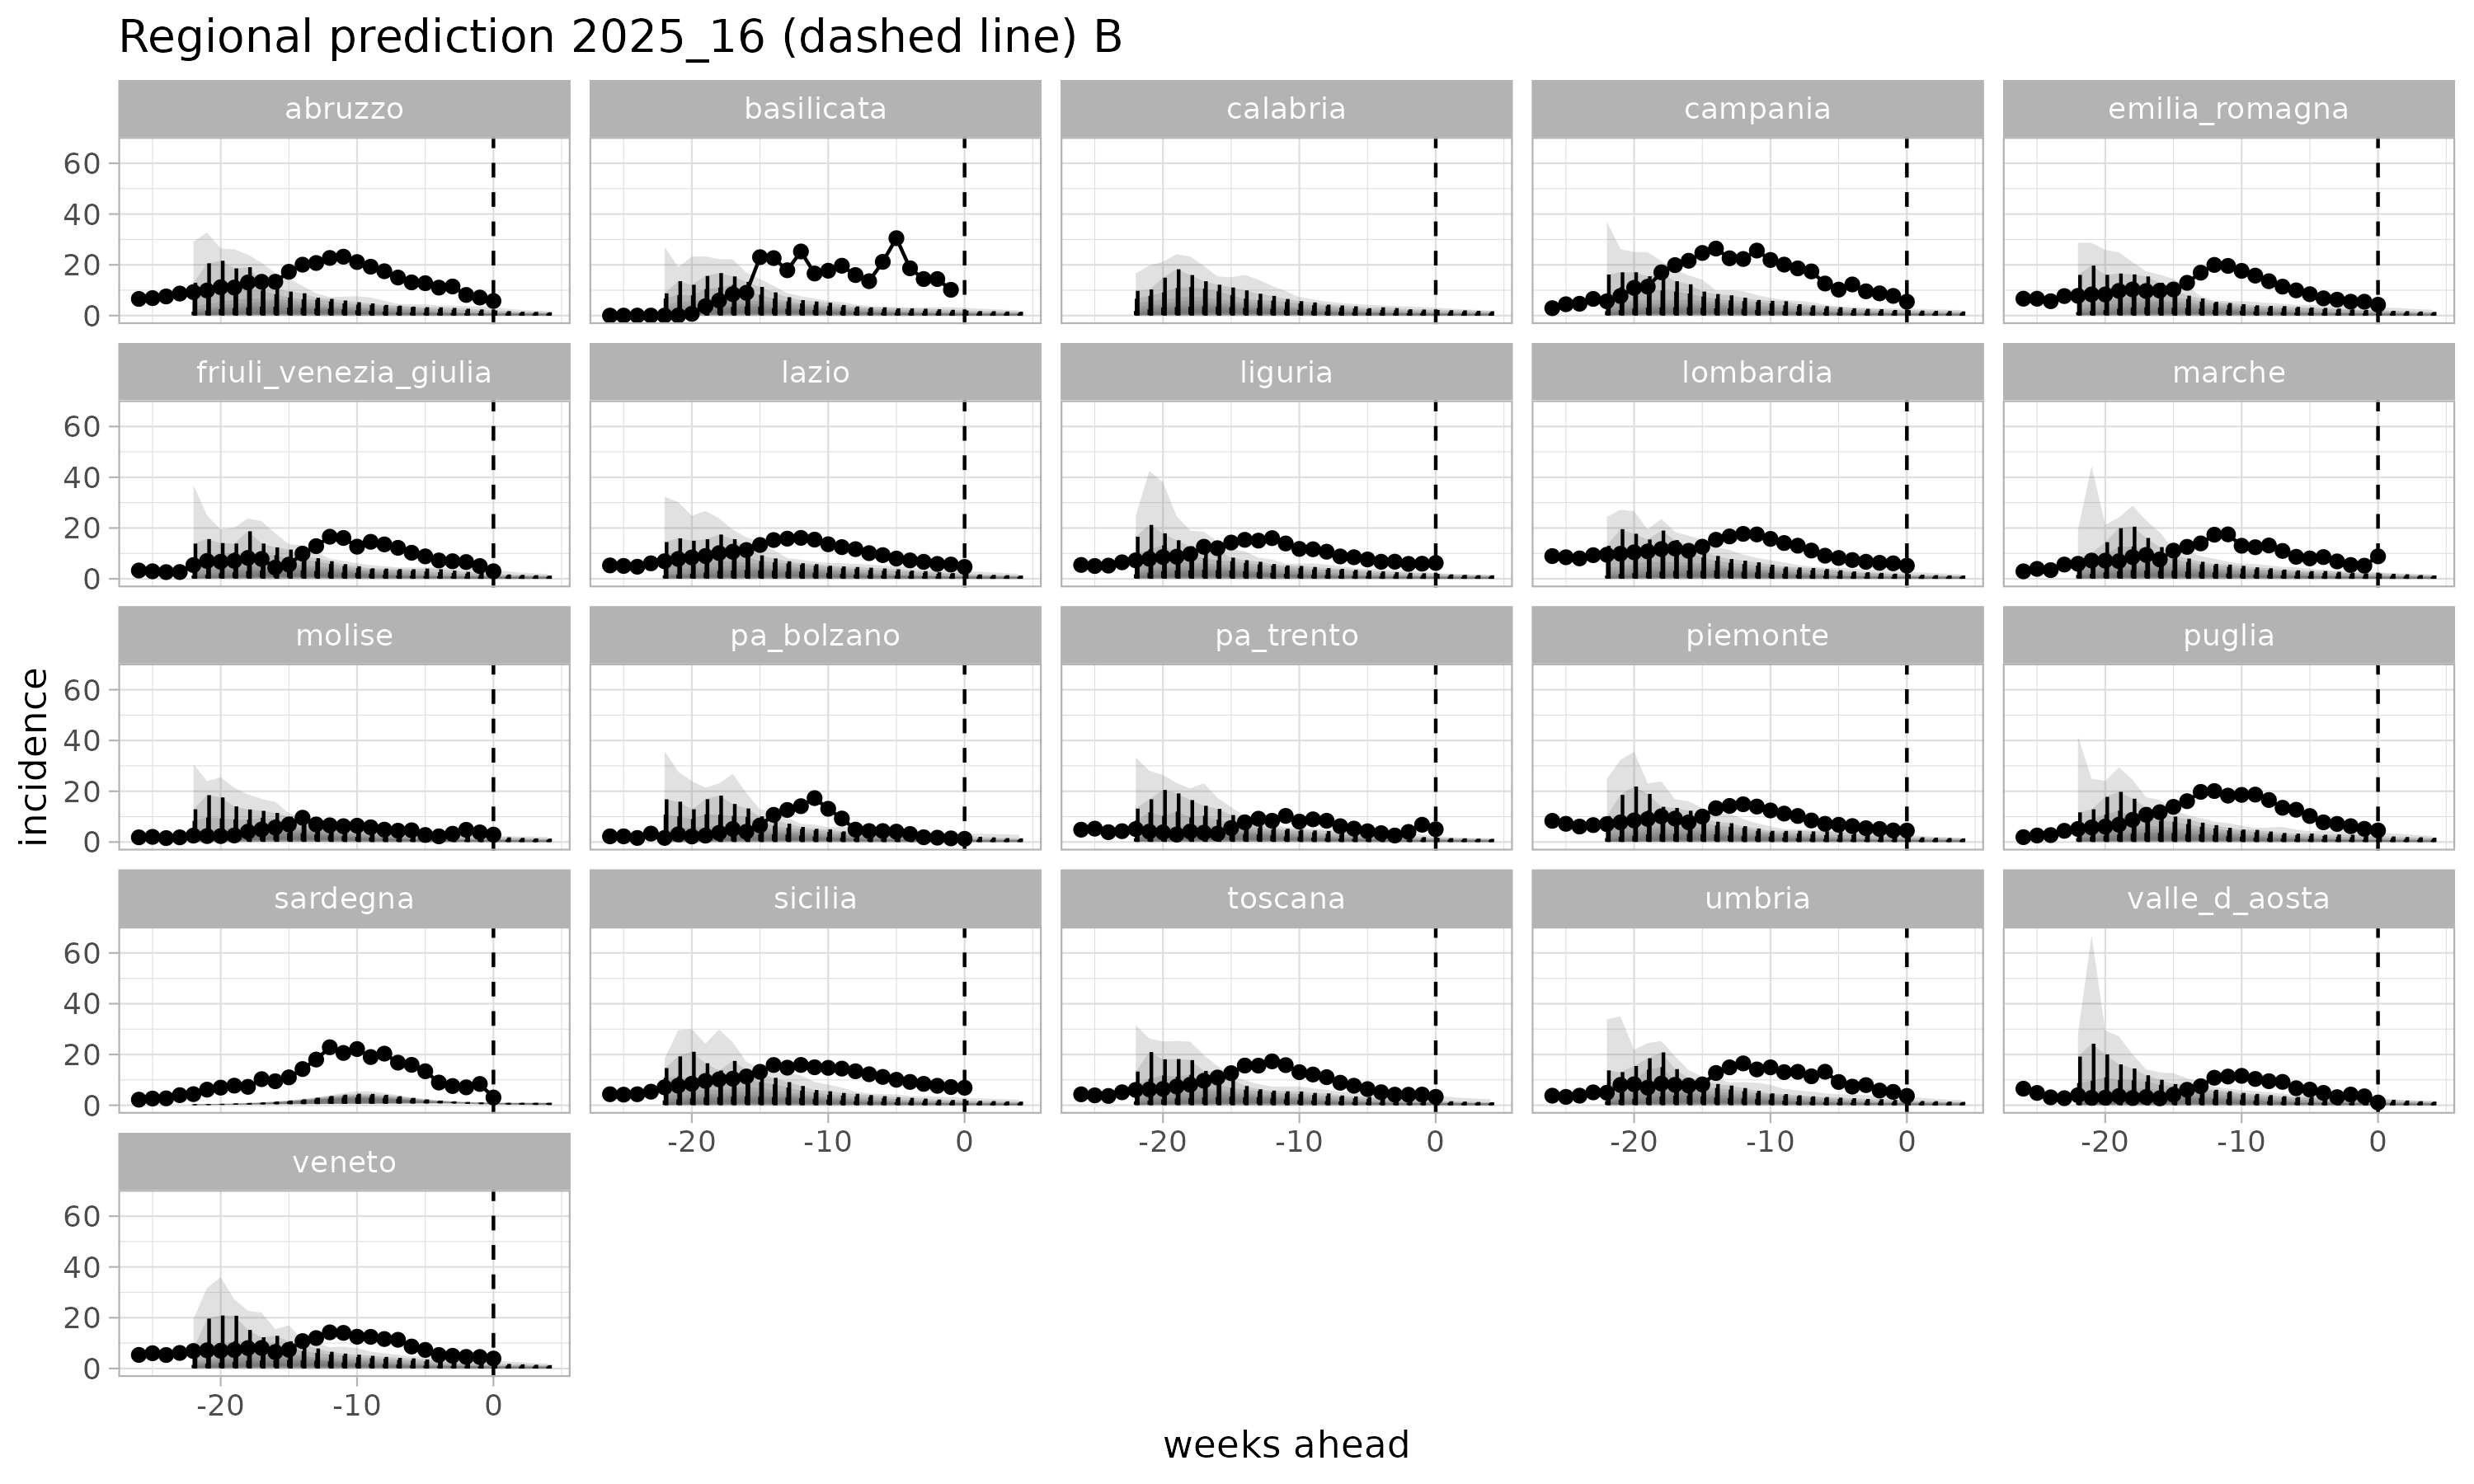 Regional prediction 2025_16 (dashed line) B
abruzzo basilicata calabria campania emilia_romagna
60
40
20
0
friuli_venezia_giulia lazio liguria lombardia marche
60
40
20
0
molise pa_bolzano pa_trento piemonte puglia
60
40
20
0
incidence
sardegna sicilia toscana umbria valle_d_aosta
60
40
20
0
-20 -10 0 -20 -10 0 -20 -10 0 -20 -10 0
veneto
60
40
20
0
-20 -10 0
weeks ahead